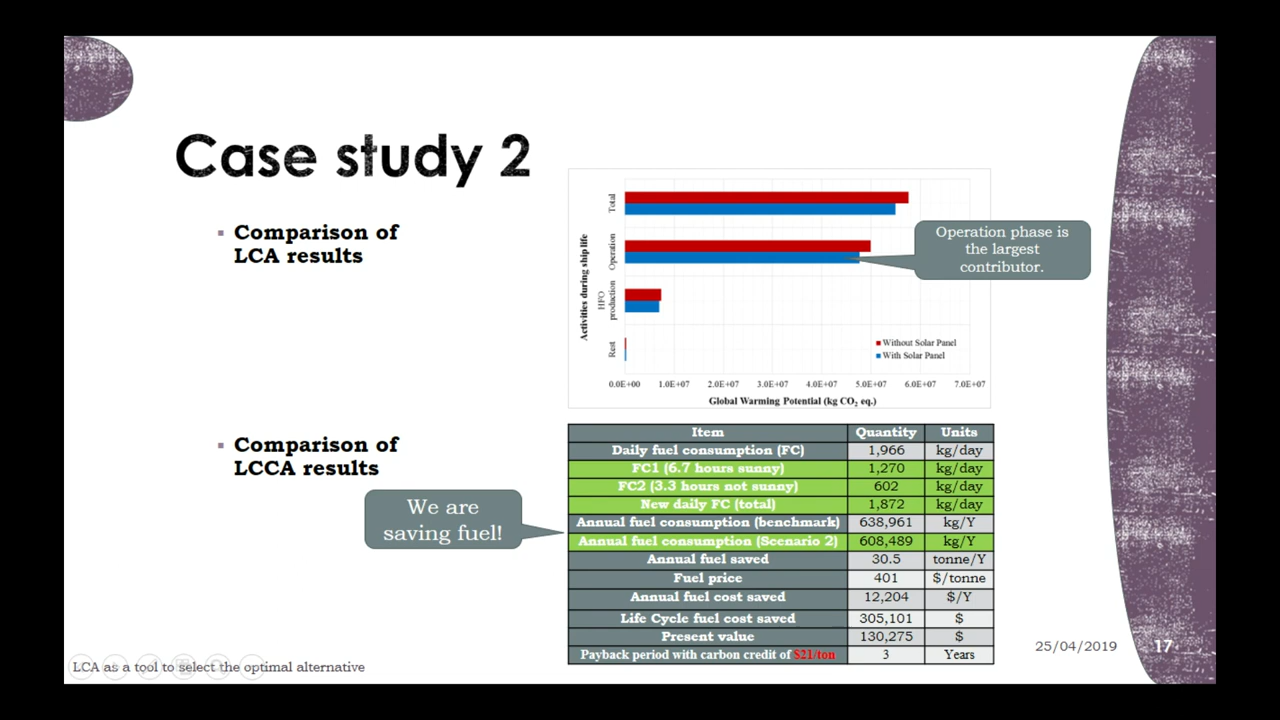 Case study 2
Comparison of
LCA results
Total
Operation
HFO
production
Rest
Activities during ship life
Without Solar Panel
With Solar Panel
0.0E+00 1.0E+07 2.0E+07 3.0E+07 4.0E+07 5.0E+07 6.0E+07 7.0E+07
Global Warming Potential (kg CO₂ eq.)
Operation phase is
the largest
contributor.
Comparison of
LCCA results
We are
saving fuel!
Item Quantity Units
Daily fuel consumption (FC) 1,966 kg/day
FC1 (6.7 hours sunny) 1,270 kg/day
FC2 (3.3 hours not sunny) 602 kg/day
New daily FC (total) 1,872 kg/day
Annual fuel consumption (benchmark) 638,961 kg/Y
Annual fuel consumption (Scenario 2) 608,489 kg/Y
Annual fuel saved 30.5 tonne/Y
Fuel price 401 $/tonne
Annual fuel cost saved 12,204 $/Y
Life Cycle fuel cost saved 305,101 $
Present value 130,275 $
Payback period with carbon credit of $21/ton 3 Years
25/04/2019 17
LCA as a tool to select the optimal alternative